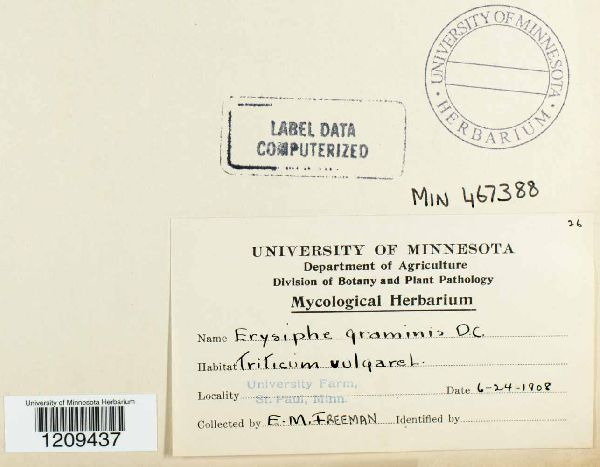 UNIVERSITY OF MINNESOTA
· HERBARIUM ·
LABEL DATA
COMPUTERIZED
MIN 467388
26
UNIVERSITY OF MINNESOTA
Department of Agriculture
Division of Botany and Plant Pathology
Mycological Herbarium
Name Erysiphe graminis DC.
Habitat Triticum vulgare L.
Locality University Farm, St. Paul, Minn. Date 6-24-1908
Collected by E.M. FREEMAN Identified by
University of Minnesota Herbarium
1209437